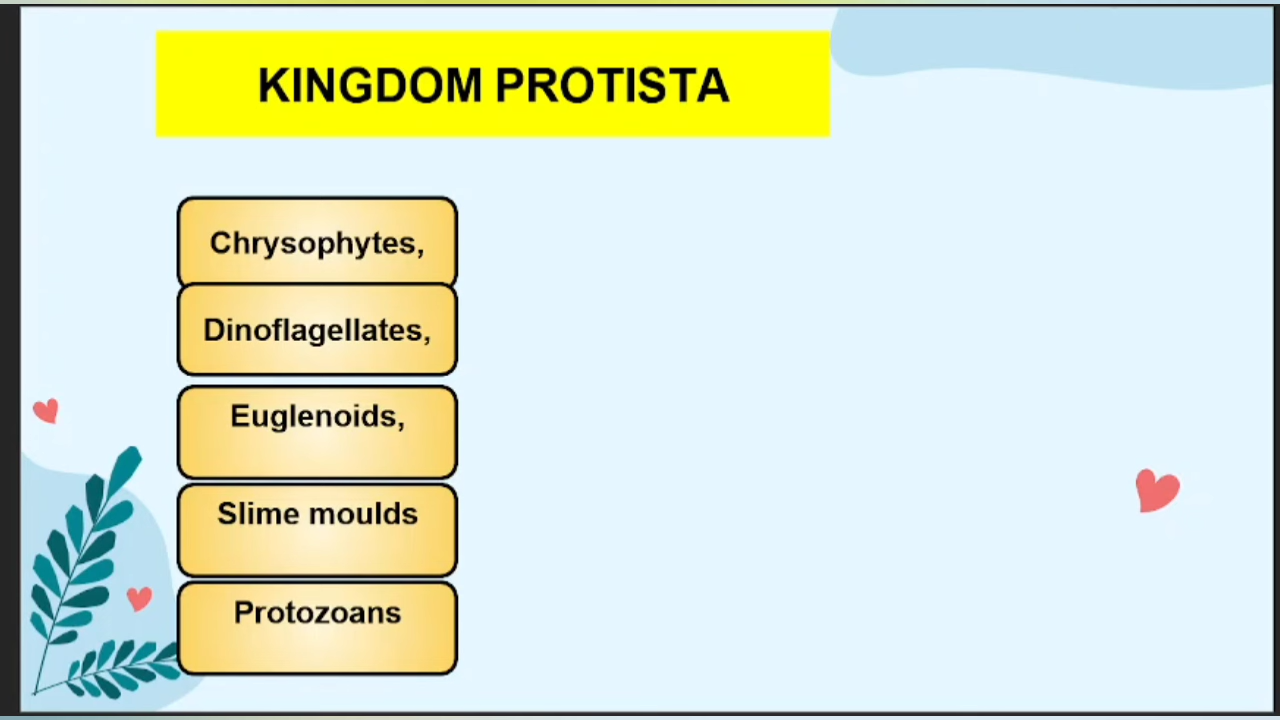 KINGDOM PROTISTA
Chrysophytes,
Dinoflagellates,
Euglenoids,
Slime moulds
Protozoans